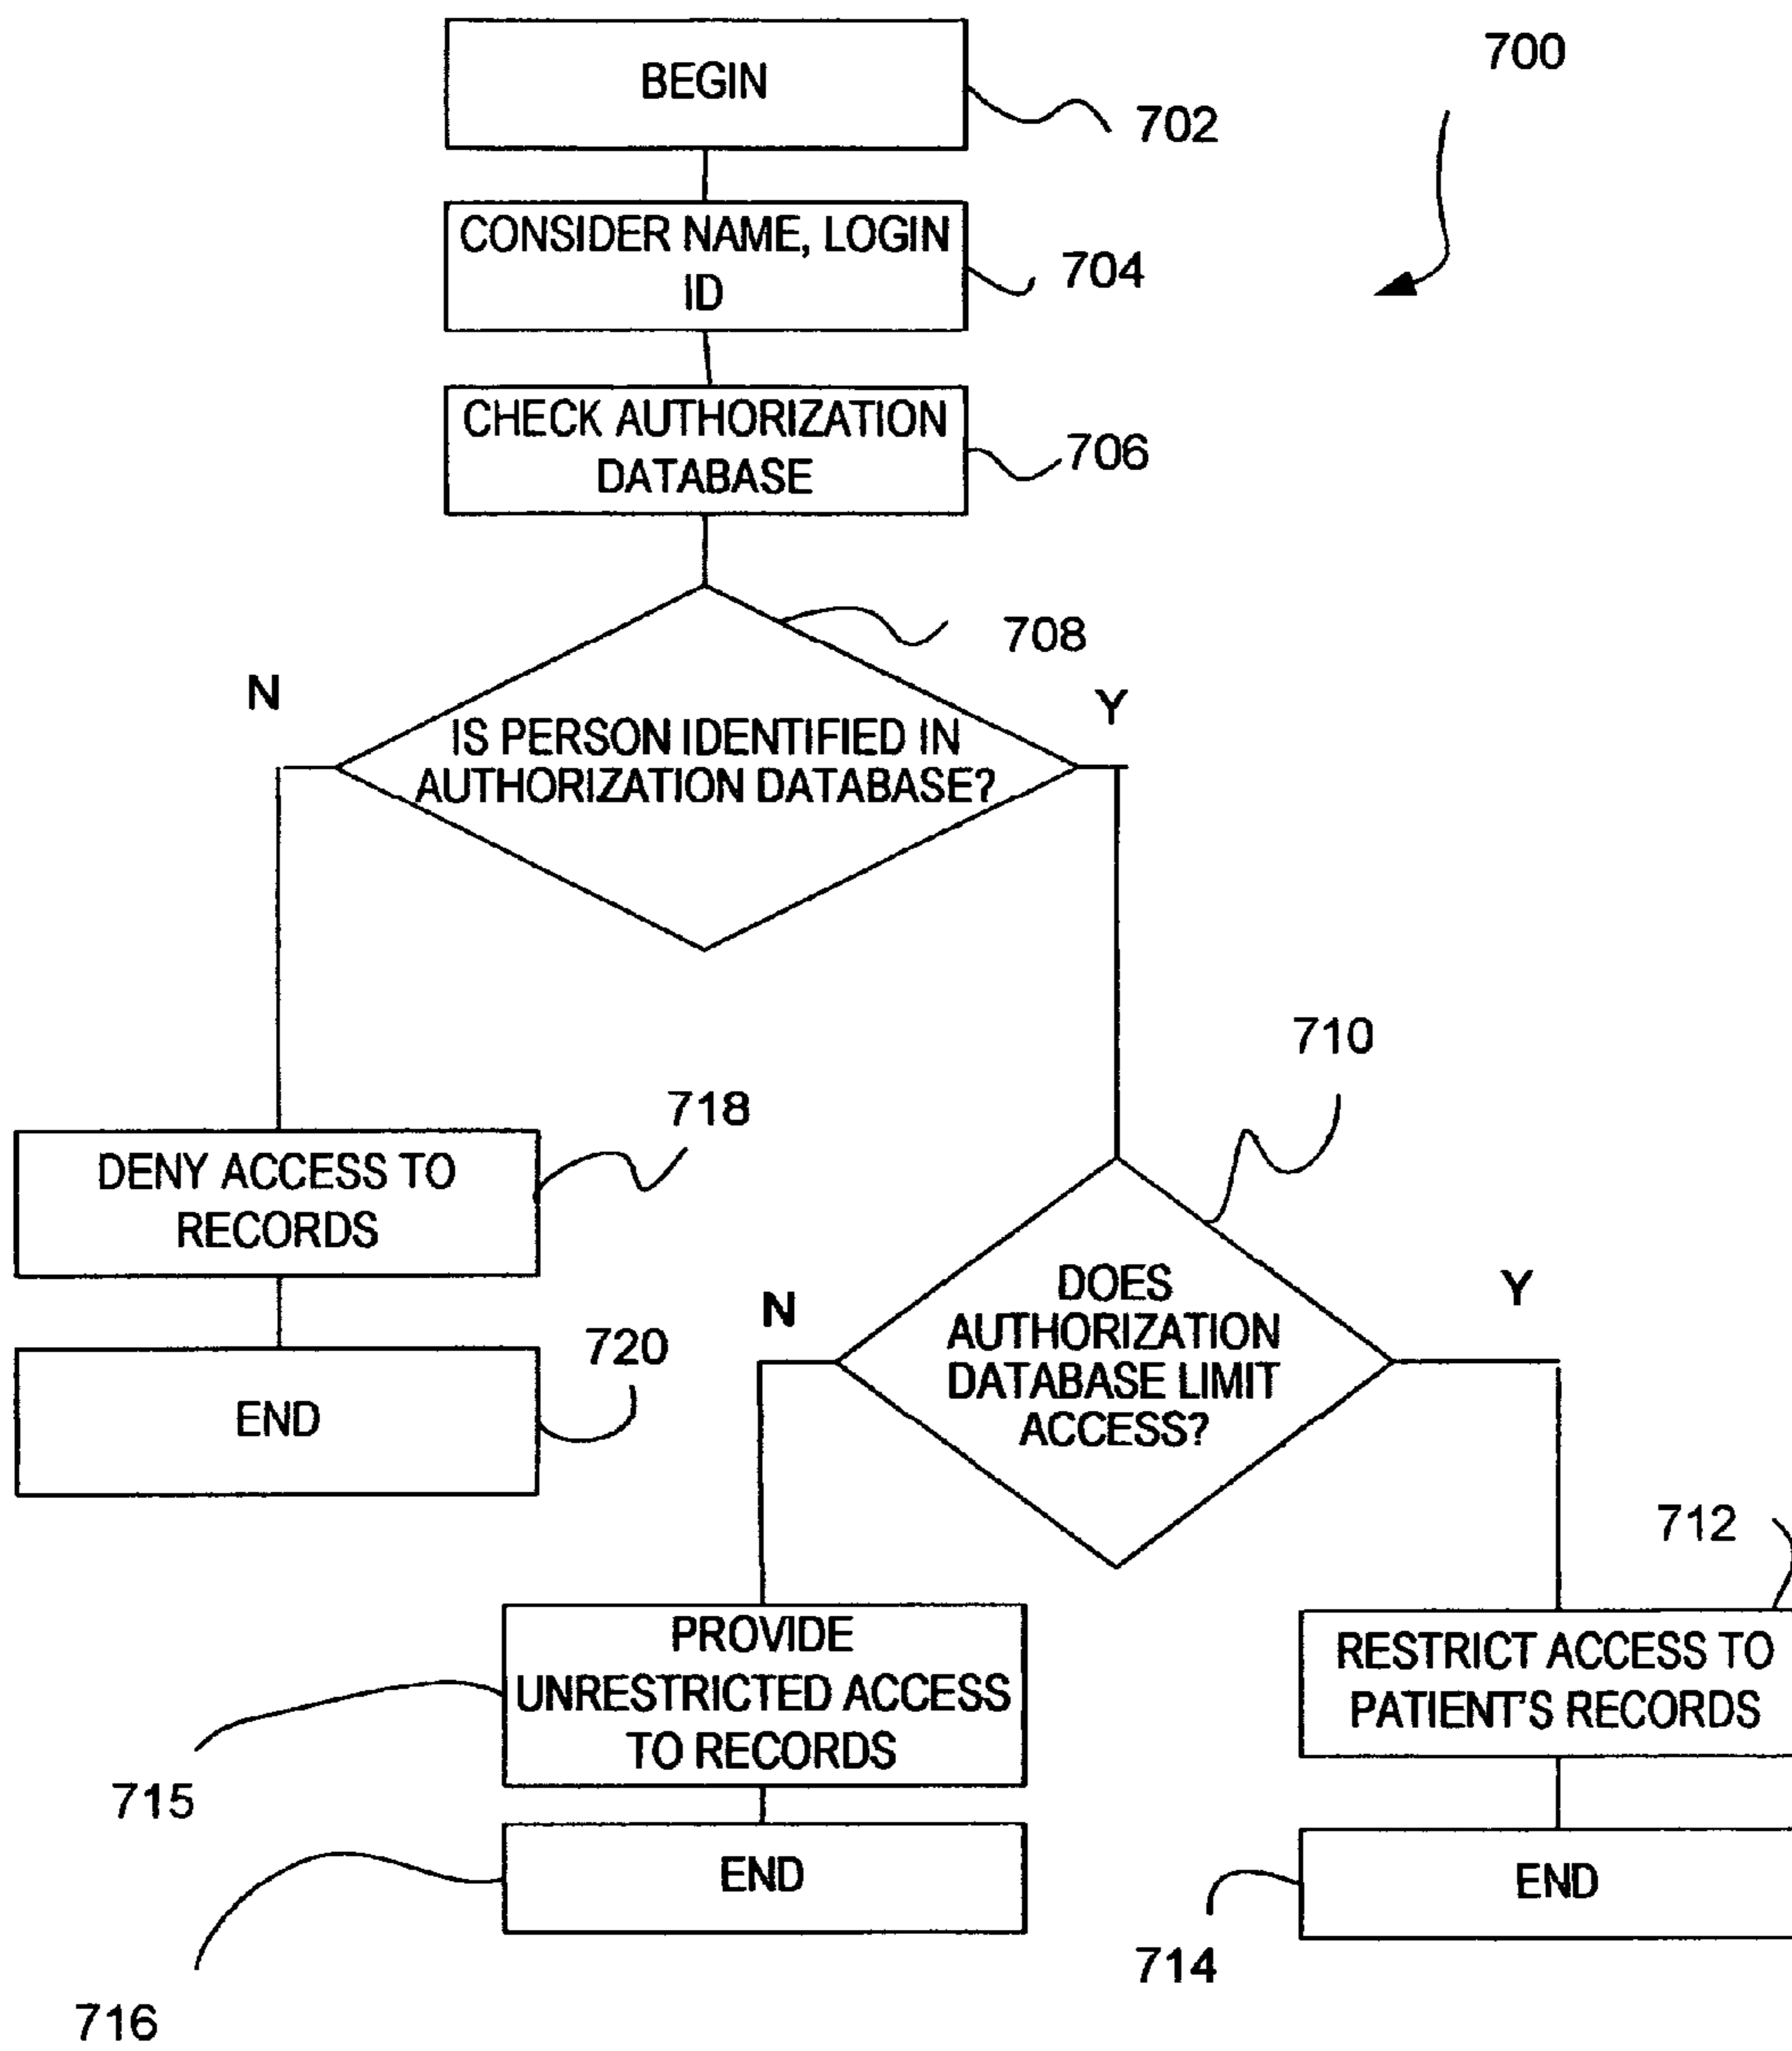 BEGIN
700
702
CONSIDER NAME, LOGIN
ID
704
CHECK AUTHORIZATION
DATABASE
706
708
N
Y
IS PERSON IDENTIFIED IN
AUTHORIZATION DATABASE?
710
718
DENY ACCESS TO
RECORDS
DOES
AUTHORIZATION
DATABASE LIMIT
ACCESS?
N
Y
720
END
712
PROVIDE
UNRESTRICTED ACCESS
TO RECORDS
RESTRICT ACCESS TO
PATIENT'S RECORDS
715
END
END
714
716